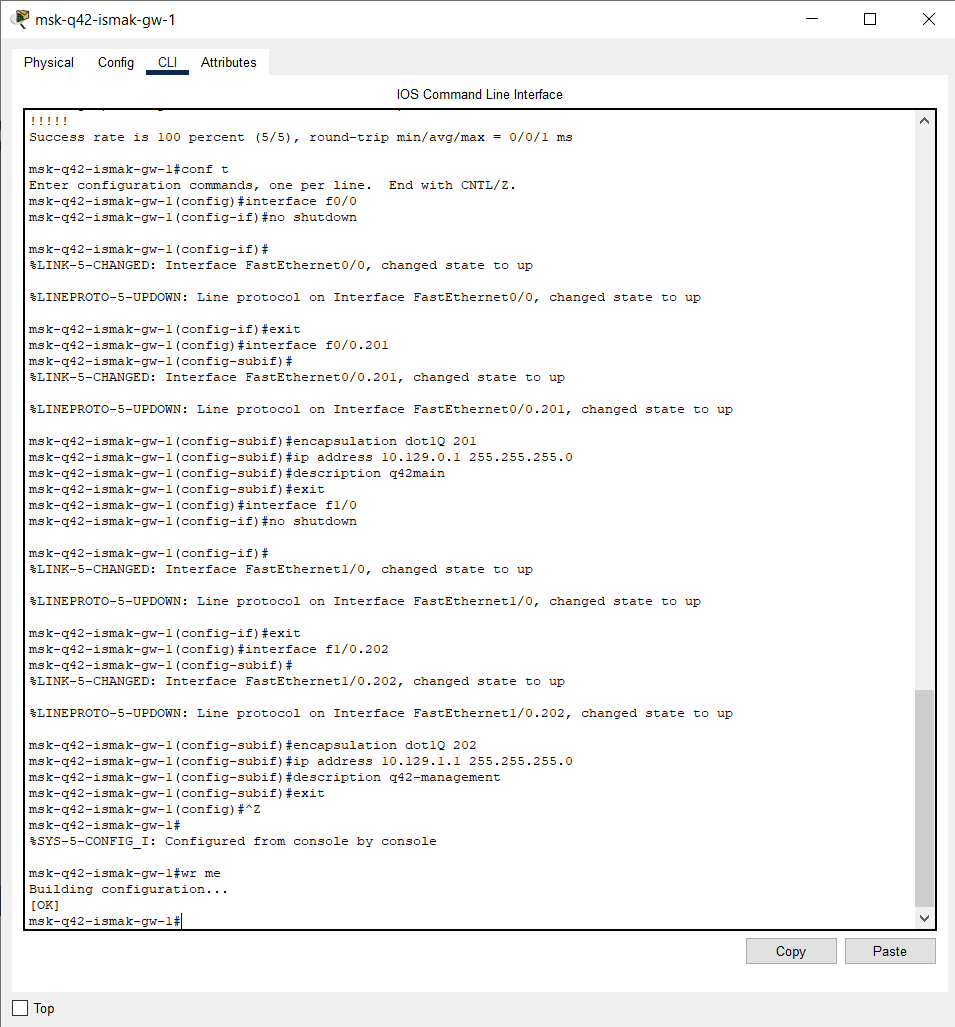 msk-q42-ismak-gw-1
Physical Config CLI Attributes
IOS Command Line Interface
!!!!!
Success rate is 100 percent (5/5), round-trip min/avg/max = 0/0/1 ms
msk-q42-ismak-gw-1#conf t
Enter configuration commands, one per line.  End with CNTL/Z.
msk-q42-ismak-gw-1(config)#interface f0/0
msk-q42-ismak-gw-1(config-if)#no shutdown
msk-q42-ismak-gw-1(config-if)#
%LINK-5-CHANGED: Interface FastEthernet0/0, changed state to up
%LINEPROTO-5-UPDOWN: Line protocol on Interface FastEthernet0/0, changed state to up
msk-q42-ismak-gw-1(config-if)#exit
msk-q42-ismak-gw-1(config)#interface f0/0.201
msk-q42-ismak-gw-1(config-subif)#
%LINK-5-CHANGED: Interface FastEthernet0/0.201, changed state to up
%LINEPROTO-5-UPDOWN: Line protocol on Interface FastEthernet0/0.201, changed state to up
msk-q42-ismak-gw-1(config-subif)#encapsulation dot1Q 201
msk-q42-ismak-gw-1(config-subif)#ip address 10.129.0.1 255.255.255.0
msk-q42-ismak-gw-1(config-subif)#description q42main
msk-q42-ismak-gw-1(config-subif)#exit
msk-q42-ismak-gw-1(config)#interface f1/0
msk-q42-ismak-gw-1(config-if)#no shutdown
msk-q42-ismak-gw-1(config-if)#
%LINK-5-CHANGED: Interface FastEthernet1/0, changed state to up
%LINEPROTO-5-UPDOWN: Line protocol on Interface FastEthernet1/0, changed state to up
msk-q42-ismak-gw-1(config-if)#exit
msk-q42-ismak-gw-1(config)#interface f1/0.202
msk-q42-ismak-gw-1(config-subif)#
%LINK-5-CHANGED: Interface FastEthernet1/0.202, changed state to up
%LINEPROTO-5-UPDOWN: Line protocol on Interface FastEthernet1/0.202, changed state to up
msk-q42-ismak-gw-1(config-subif)#encapsulation dot1Q 202
msk-q42-ismak-gw-1(config-subif)#ip address 10.129.1.1 255.255.255.0
msk-q42-ismak-gw-1(config-subif)#description q42-management
msk-q42-ismak-gw-1(config-subif)#exit
msk-q42-ismak-gw-1(config)#^Z
msk-q42-ismak-gw-1#
%SYS-5-CONFIG_I: Configured from console by console
msk-q42-ismak-gw-1#wr me
Building configuration...
[OK]
msk-q42-ismak-gw-1#
Copy Paste
Top